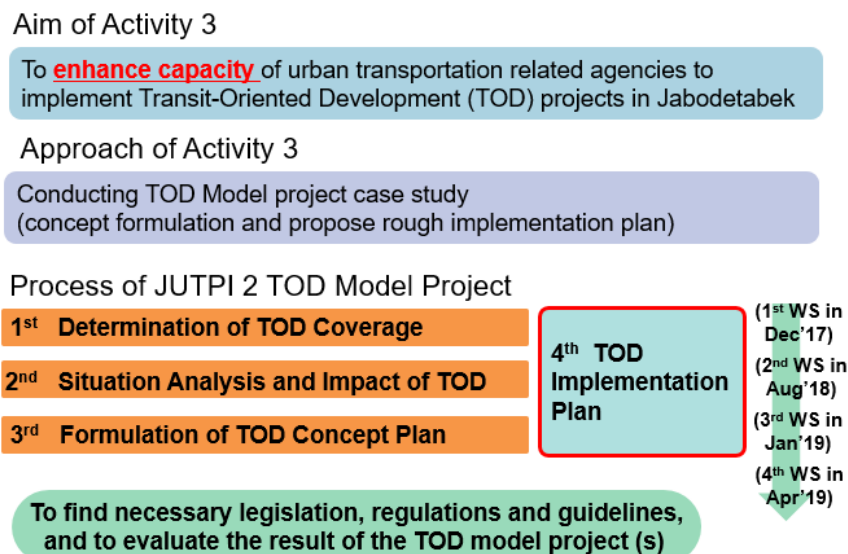 Aim of Activity 3
To enhance capacity of urban transportation related agencies to
implement Transit-Oriented Development (TOD) projects in Jabodetabek
Approach of Activity 3
Conducting TOD Model project case study
(concept formulation and propose rough implementation plan)
Process of JUTPI 2 TOD Model Project
1st Determination of TOD Coverage
2nd Situation Analysis and Impact of TOD
3rd Formulation of TOD Concept Plan
4th TOD
Implementation
Plan
(1st WS in
Dec'17)
(2nd WS in
Aug'18)
(3rd WS in
Jan'19)
(4th WS in
Apr'19)
To find necessary legislation, regulations and guidelines,
and to evaluate the result of the TOD model project (s)